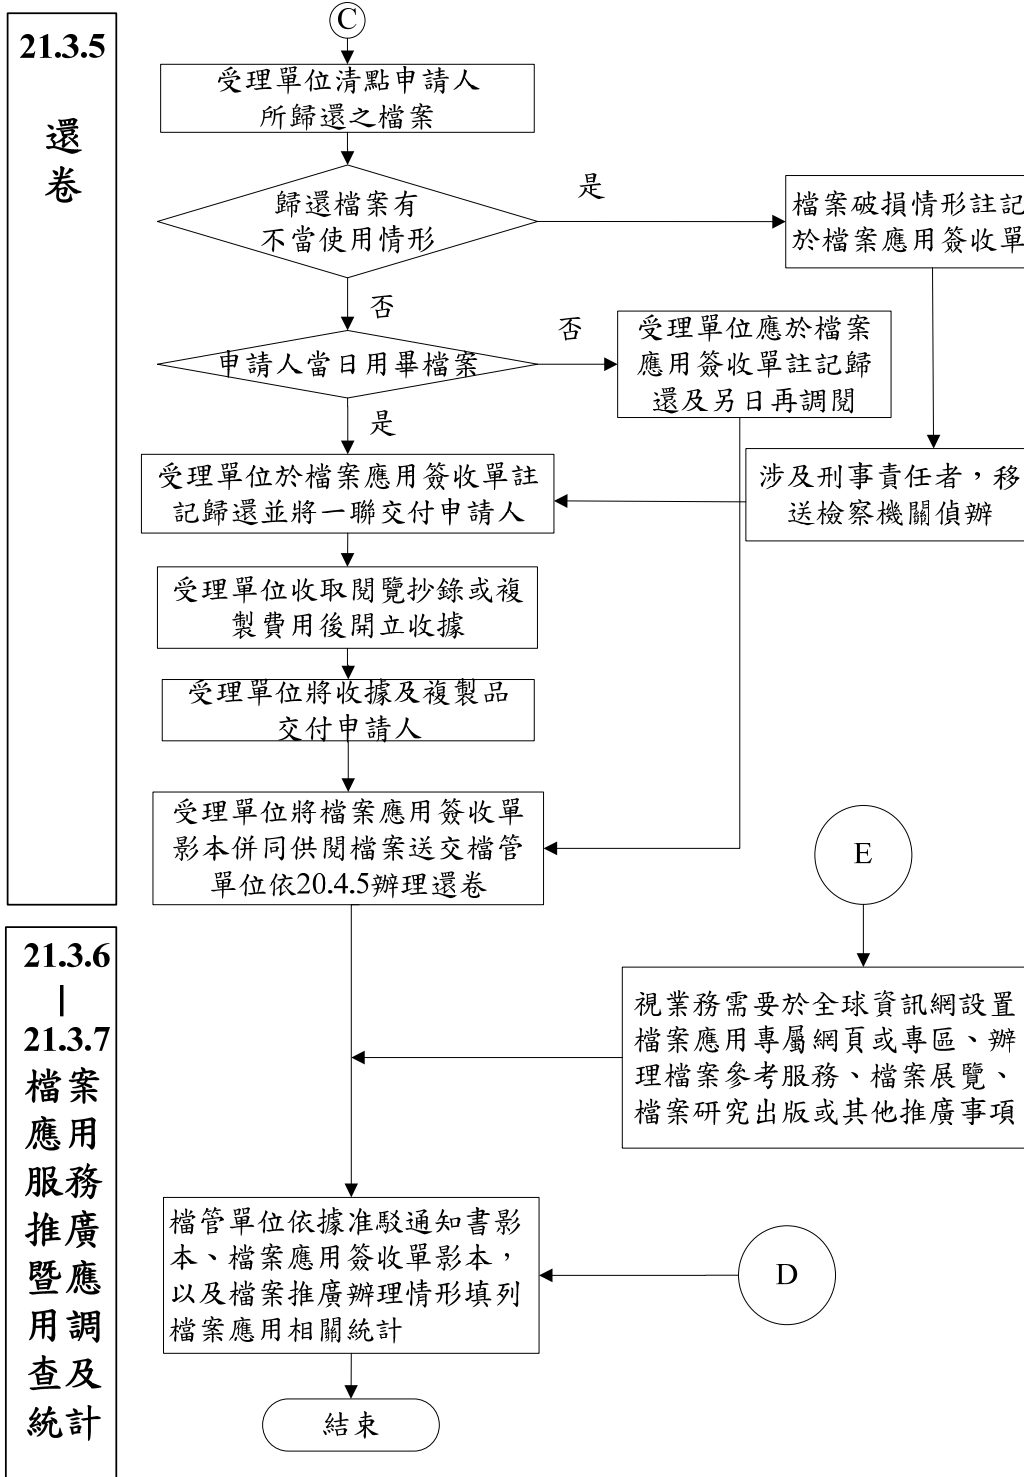 C
21.3.5
還
卷
受理單位清點申請人
所歸還之檔案
歸還檔案有
不當使用情形
是
檔案破損情形註記
於檔案應用簽收單
否
申請人當日用畢檔案
否
受理單位應於檔案
應用簽收單註記歸
還及另日再調閱
是
受理單位於檔案應用簽收單註
記歸還並將一聯交付申請人
涉及刑事責任者，移
送檢察機關偵辦
受理單位收取閱覽抄錄或複
製費用後開立收據
受理單位將收據及複製品
交付申請人
受理單位將檔案應用簽收單
影本併同供閱檔案送交檔管
單位依20.4.5辦理還卷
E
21.3.6
|
21.3.7
檔案
應用
服務
推廣
暨應
用調
查及
統計
視業務需要於全球資訊網設置
檔案應用專屬網頁或專區、辦
理檔案參考服務、檔案展覽、
檔案研究出版或其他推廣事項
檔管單位依據准駁通知書影
本、檔案應用簽收單影本，
以及檔案推廣辦理情形填列
檔案應用相關統計
D
結束